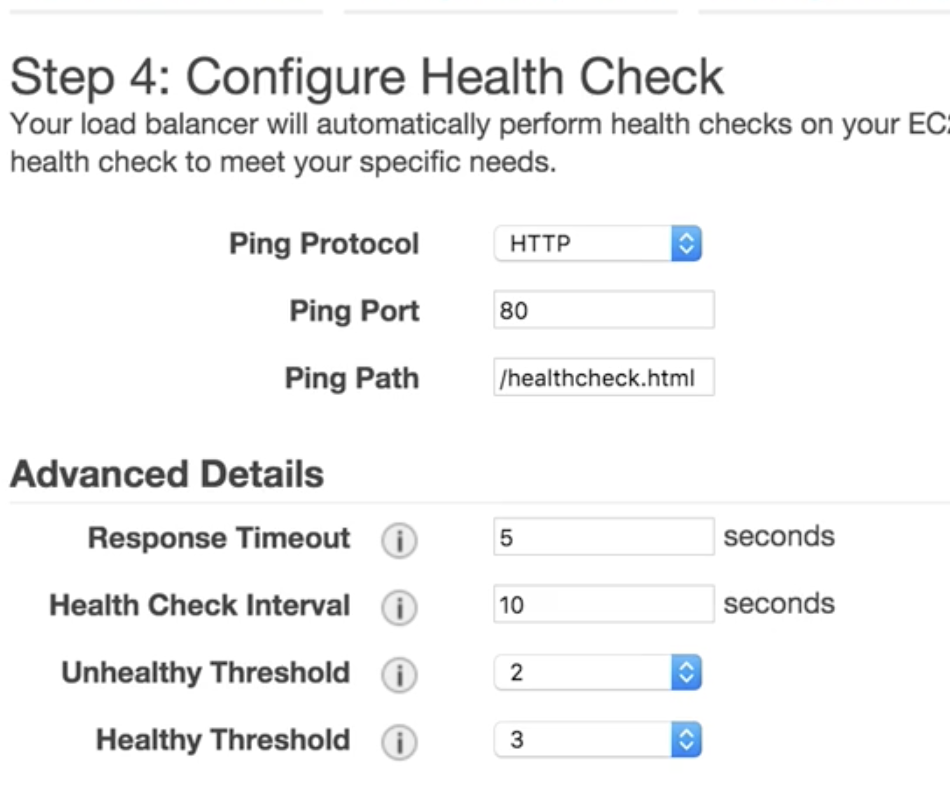 Step 4: Configure Health Check
Your load balancer will automatically perform health checks on your
health check to meet your specific needs.
Ping Protocol HTTP
Ping Port 80
Ping Path /healthcheck.html
Advanced Details
Response Timeout i 5 seconds
Health Check Interval i 10 seconds
Unhealthy Threshold i 2
Healthy Threshold i 3